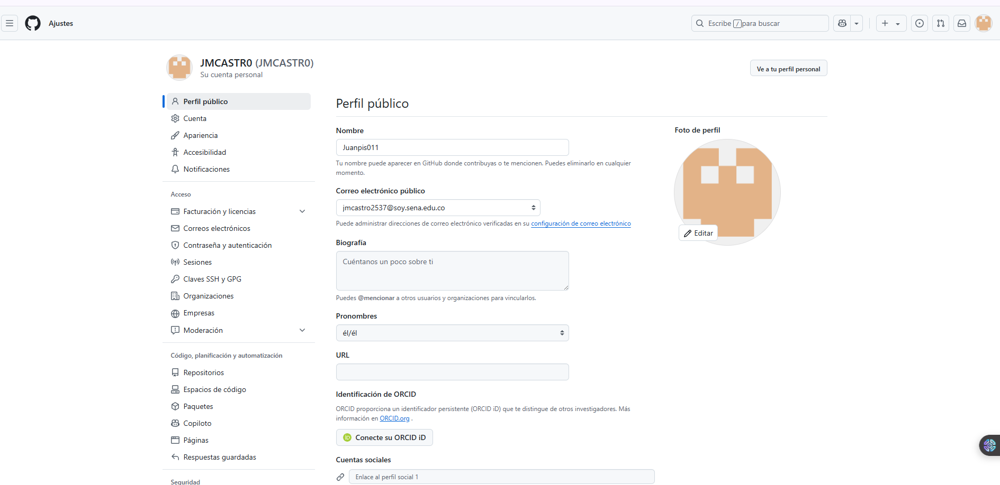 Ajustes
Escribe / para buscar
JMCASTR0 (JMCASTR0)
Su cuenta personal
Ve a tu perfil personal
Perfil público
Cuenta
Apariencia
Accesibilidad
Notificaciones
Acceso
Facturación y licencias
Correos electrónicos
Contraseña y autenticación
Sesiones
Claves SSH y GPG
Organizaciones
Empresas
Moderación
Código, planificación y automatización
Repositorios
Espacios de código
Paquetes
Copiloto
Páginas
Respuestas guardadas
Seguridad
Perfil público
Nombre
Juanpis011
Tu nombre puede aparecer en GitHub donde contribuyas o te mencionen. Puedes eliminarlo en cualquier
momento.
Correo electrónico público
jmcastro2537@soy.sena.edu.co
Puede administrar direcciones de correo electrónico verificadas en su configuración de correo electrónico
Biografía
Cuéntanos un poco sobre ti
Puedes @mencionar a otros usuarios y organizaciones para vincularlos.
Pronombres
él/él
URL
Identificación de ORCID
ORCID proporciona un identificador persistente (ORCID iD) que te distingue de otros investigadores. Más
información en ORCID.org .
iD Conecte su ORCID iD
Cuentas sociales
Enlace al perfil social 1
Foto de perfil
Editar